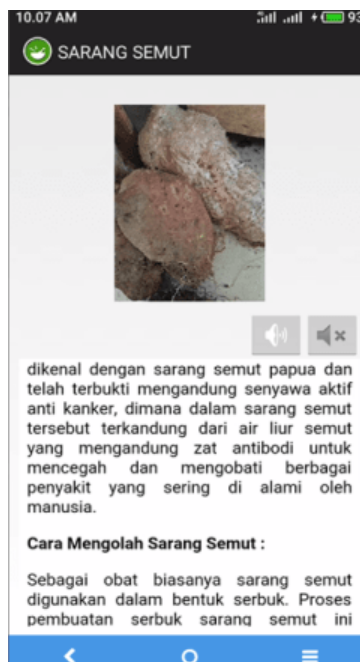 10.07 AM
93
SARANG SEMUT
dikenal dengan sarang semut papua dan
telah terbukti mengandung senyawa aktif
anti kanker, dimana dalam sarang semut
tersebut terkandung dari air liur semut
yang mengandung zat antibodi untuk
mencegah dan mengobati berbagai
penyakit yang sering di alami oleh
manusia.
Cara Mengolah Sarang Semut :
Sebagai obat biasanya sarang semut
digunakan dalam bentuk serbuk. Proses
pembuatan serbuk sarang semut ini